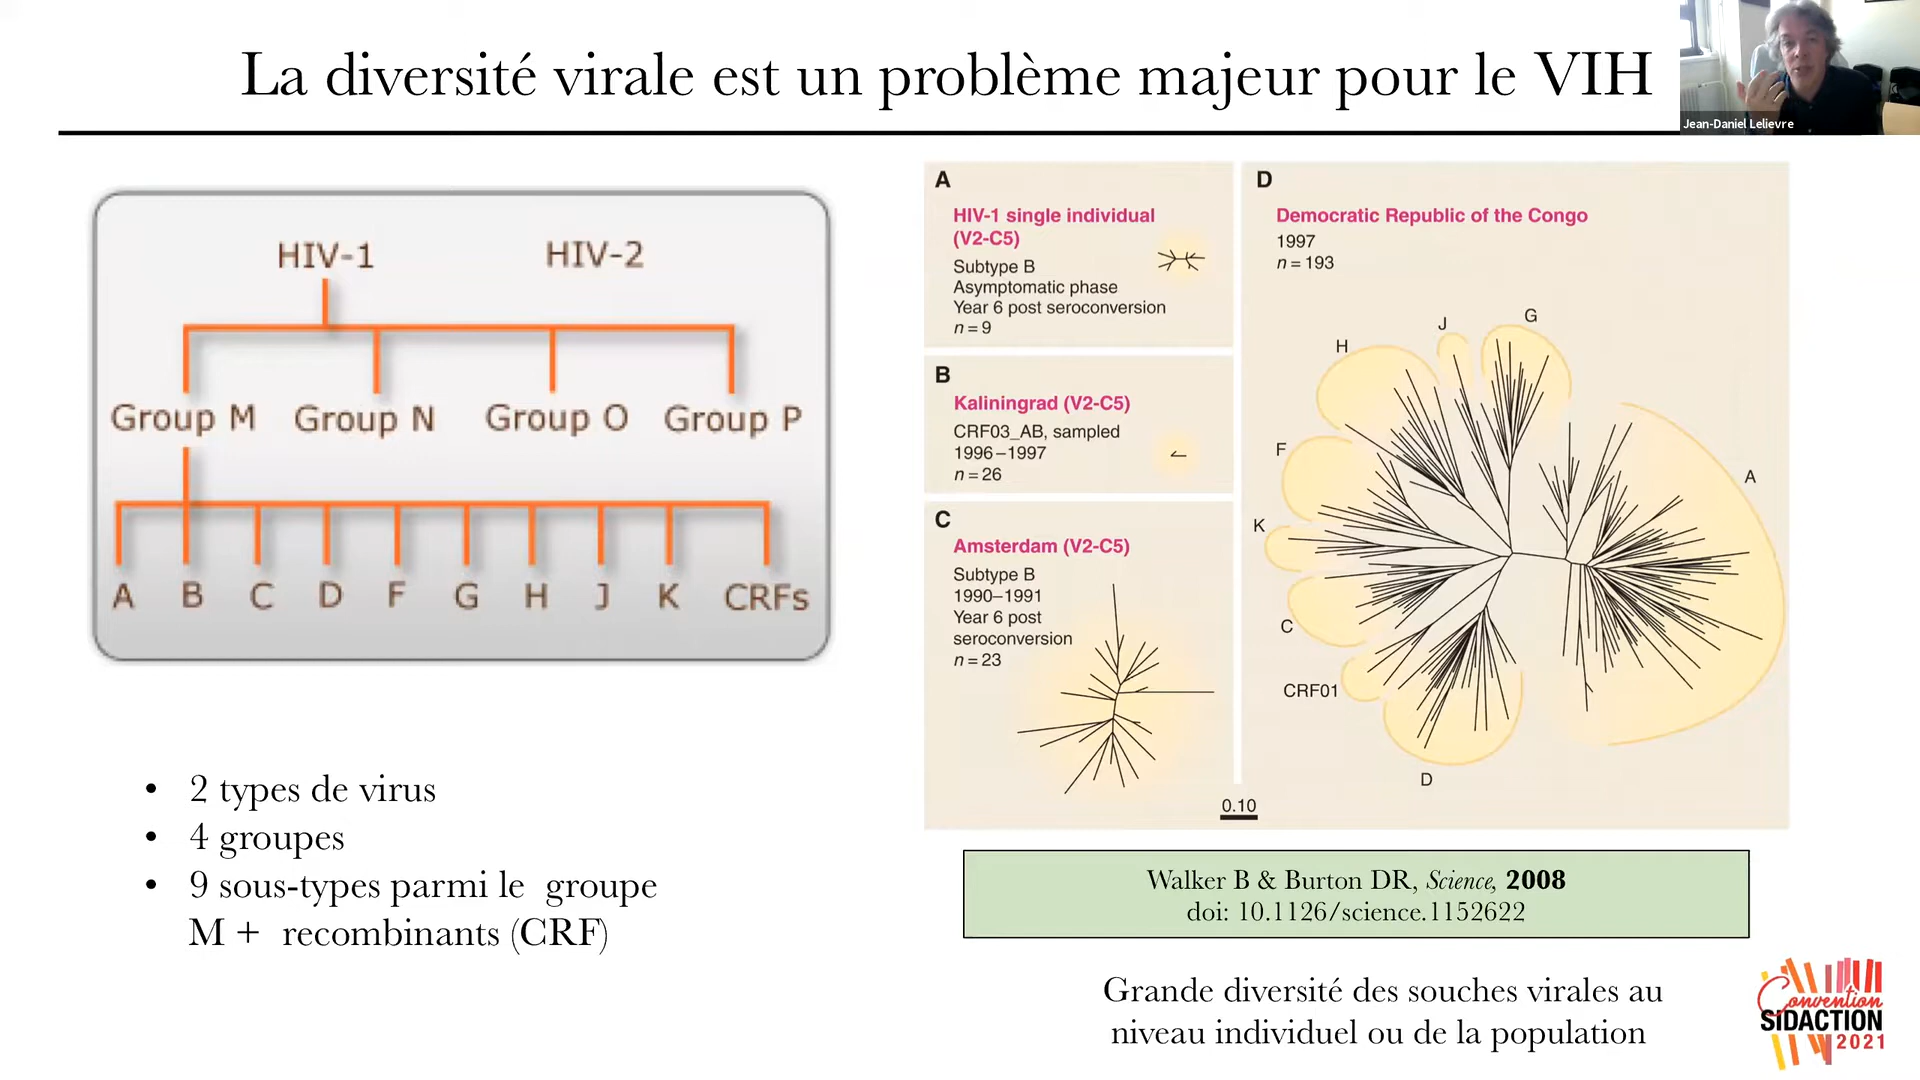 La diversité virale est un problème majeur pour le VIH
Jean-Daniel Lelievre
HIV-1 HIV-2
Group M Group N Group O Group P
A B C D F G H J K CRFs
• 2 types de virus
• 4 groupes
• 9 sous-types parmi le groupe
M + recombinants (CRF)
A
HIV-1 single individual
(V2-C5)
Subtype B
Asymptomatic phase
Year 6 post seroconversion
n = 9
B
Kaliningrad (V2-C5)
CRF03_AB, sampled
1996–1997
n = 26
C
Amsterdam (V2-C5)
Subtype B
1990–1991
Year 6 post
seroconversion
n = 23
D
Democratic Republic of the Congo
1997
n = 193
G
J
H
F
A
K
C
CRF01
D
0.10
Walker B & Burton DR, Science, 2008
doi: 10.1126/science.1152622
Grande diversité des souches virales au
niveau individuel ou de la population
Convention
SIDACTION
2021